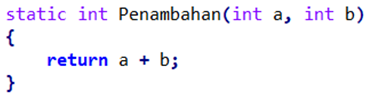 static int Penambahan(int a, int b)
{
    return a + b;
}